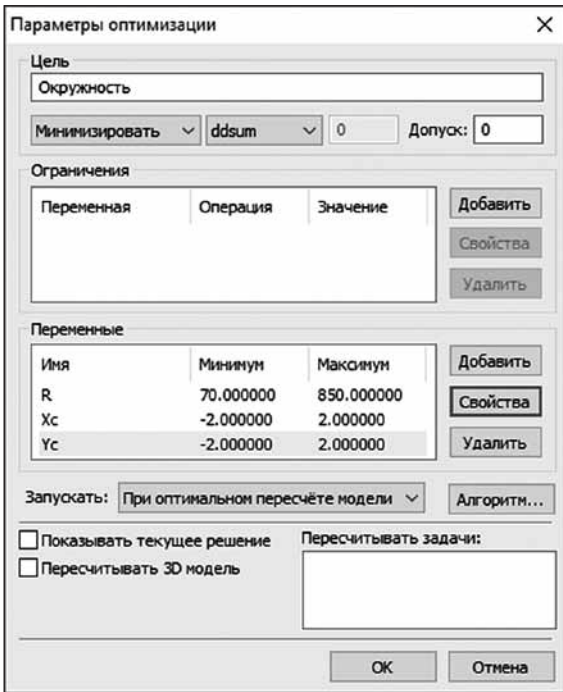 Параметры оптимизации
Цель
Окружность
Минимизировать ddsum 0 Допуск: 0
Ограничения
Переменная Операция Значение
Добавить
Свойства
Удалить
Переменные
Имя Минимум Максимум
R 70.000000 850.000000
Xc -2.000000 2.000000
Yc -2.000000 2.000000
Добавить
Свойства
Удалить
Запускать: При оптимальном пересчёте модели Алгоритм...
Показывать текущее решение
Пересчитывать 3D модель
Пересчитывать задачи:
OK Отмена